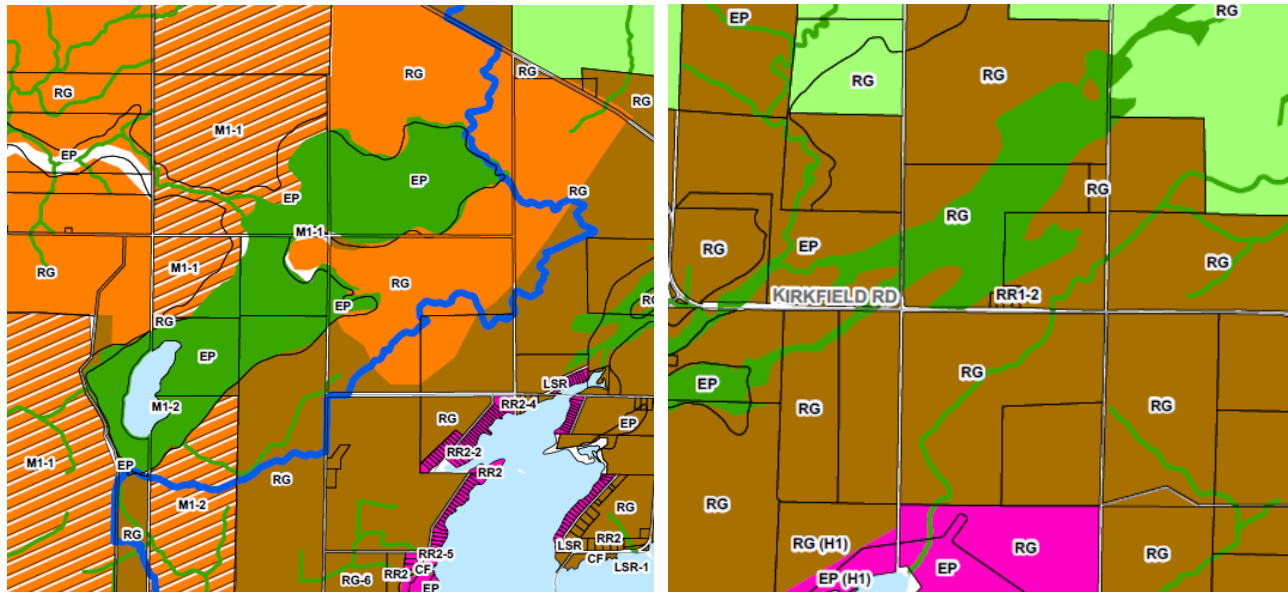 RG
RG
RG
RG
M1-1
EP
EP
EP
RG
M1-1
RG
M1-1
RG
EP
RG
EP
M1-2
LSR
RR2-4
RG
EP
RR2-2
M1-1
EP
RG
RR2
M1-2
RG
RG
LSR
RR2
RR2-5
CF
LSR-1
RR2
CF
RG-6
EP
EP
RG
RG
RG
RG
RG
RG
EP
RG
KIRKFIELD RD
RR1-2
RG
EP
RG
RG
RG
RG (H1)
RG
EP
RG
EP (H1)